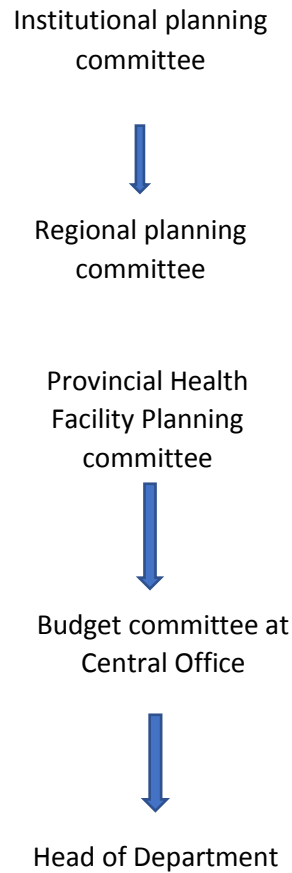 Institutional planning
committee
Regional planning
committee
Provincial Health
Facility Planning
committee
Budget committee at
Central Office
Head of Department